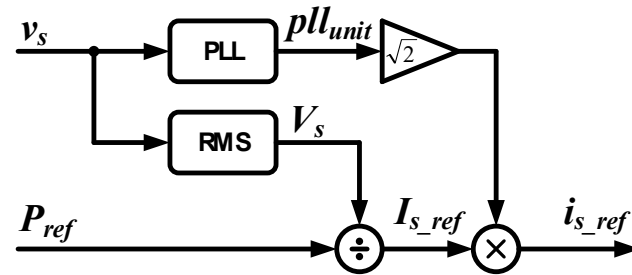 v_s PLL pll_unit √2
RMS V_s
P_ref ÷ I_s_ref × i_s_ref